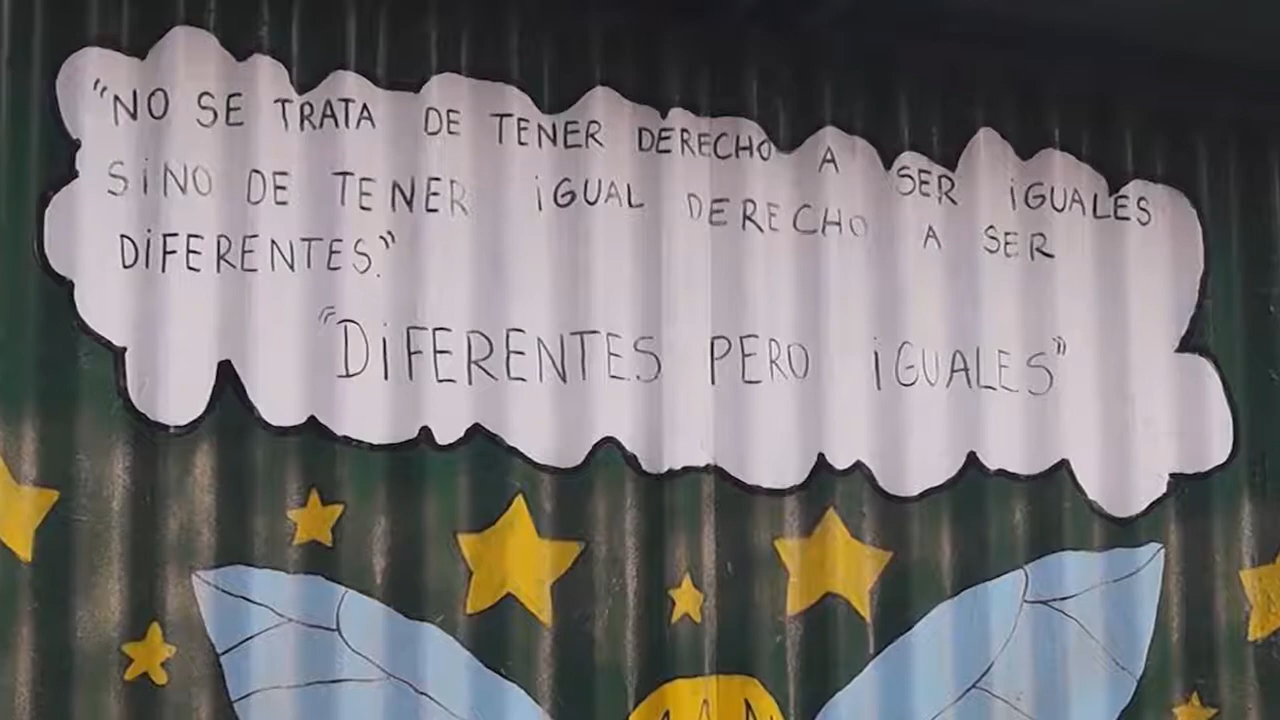 “NO SE TRATA DE TENER DERECHO A SER iGUALES
SiNO DE TENER iGUAL DERECHO A SER
DiFERENTES.”
“DiFERENTES PERO iGUALES”